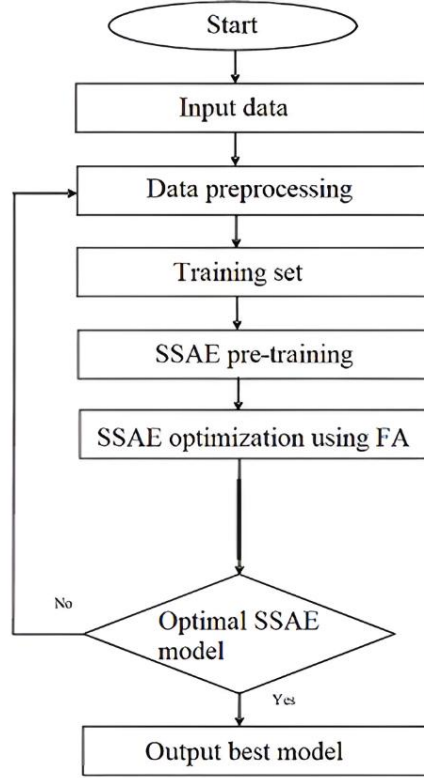 Start
Input data
Data preprocessing
Training set
SSAE pre-training
SSAE optimization using FA
No
Optimal SSAE
model
Yes
Output best model